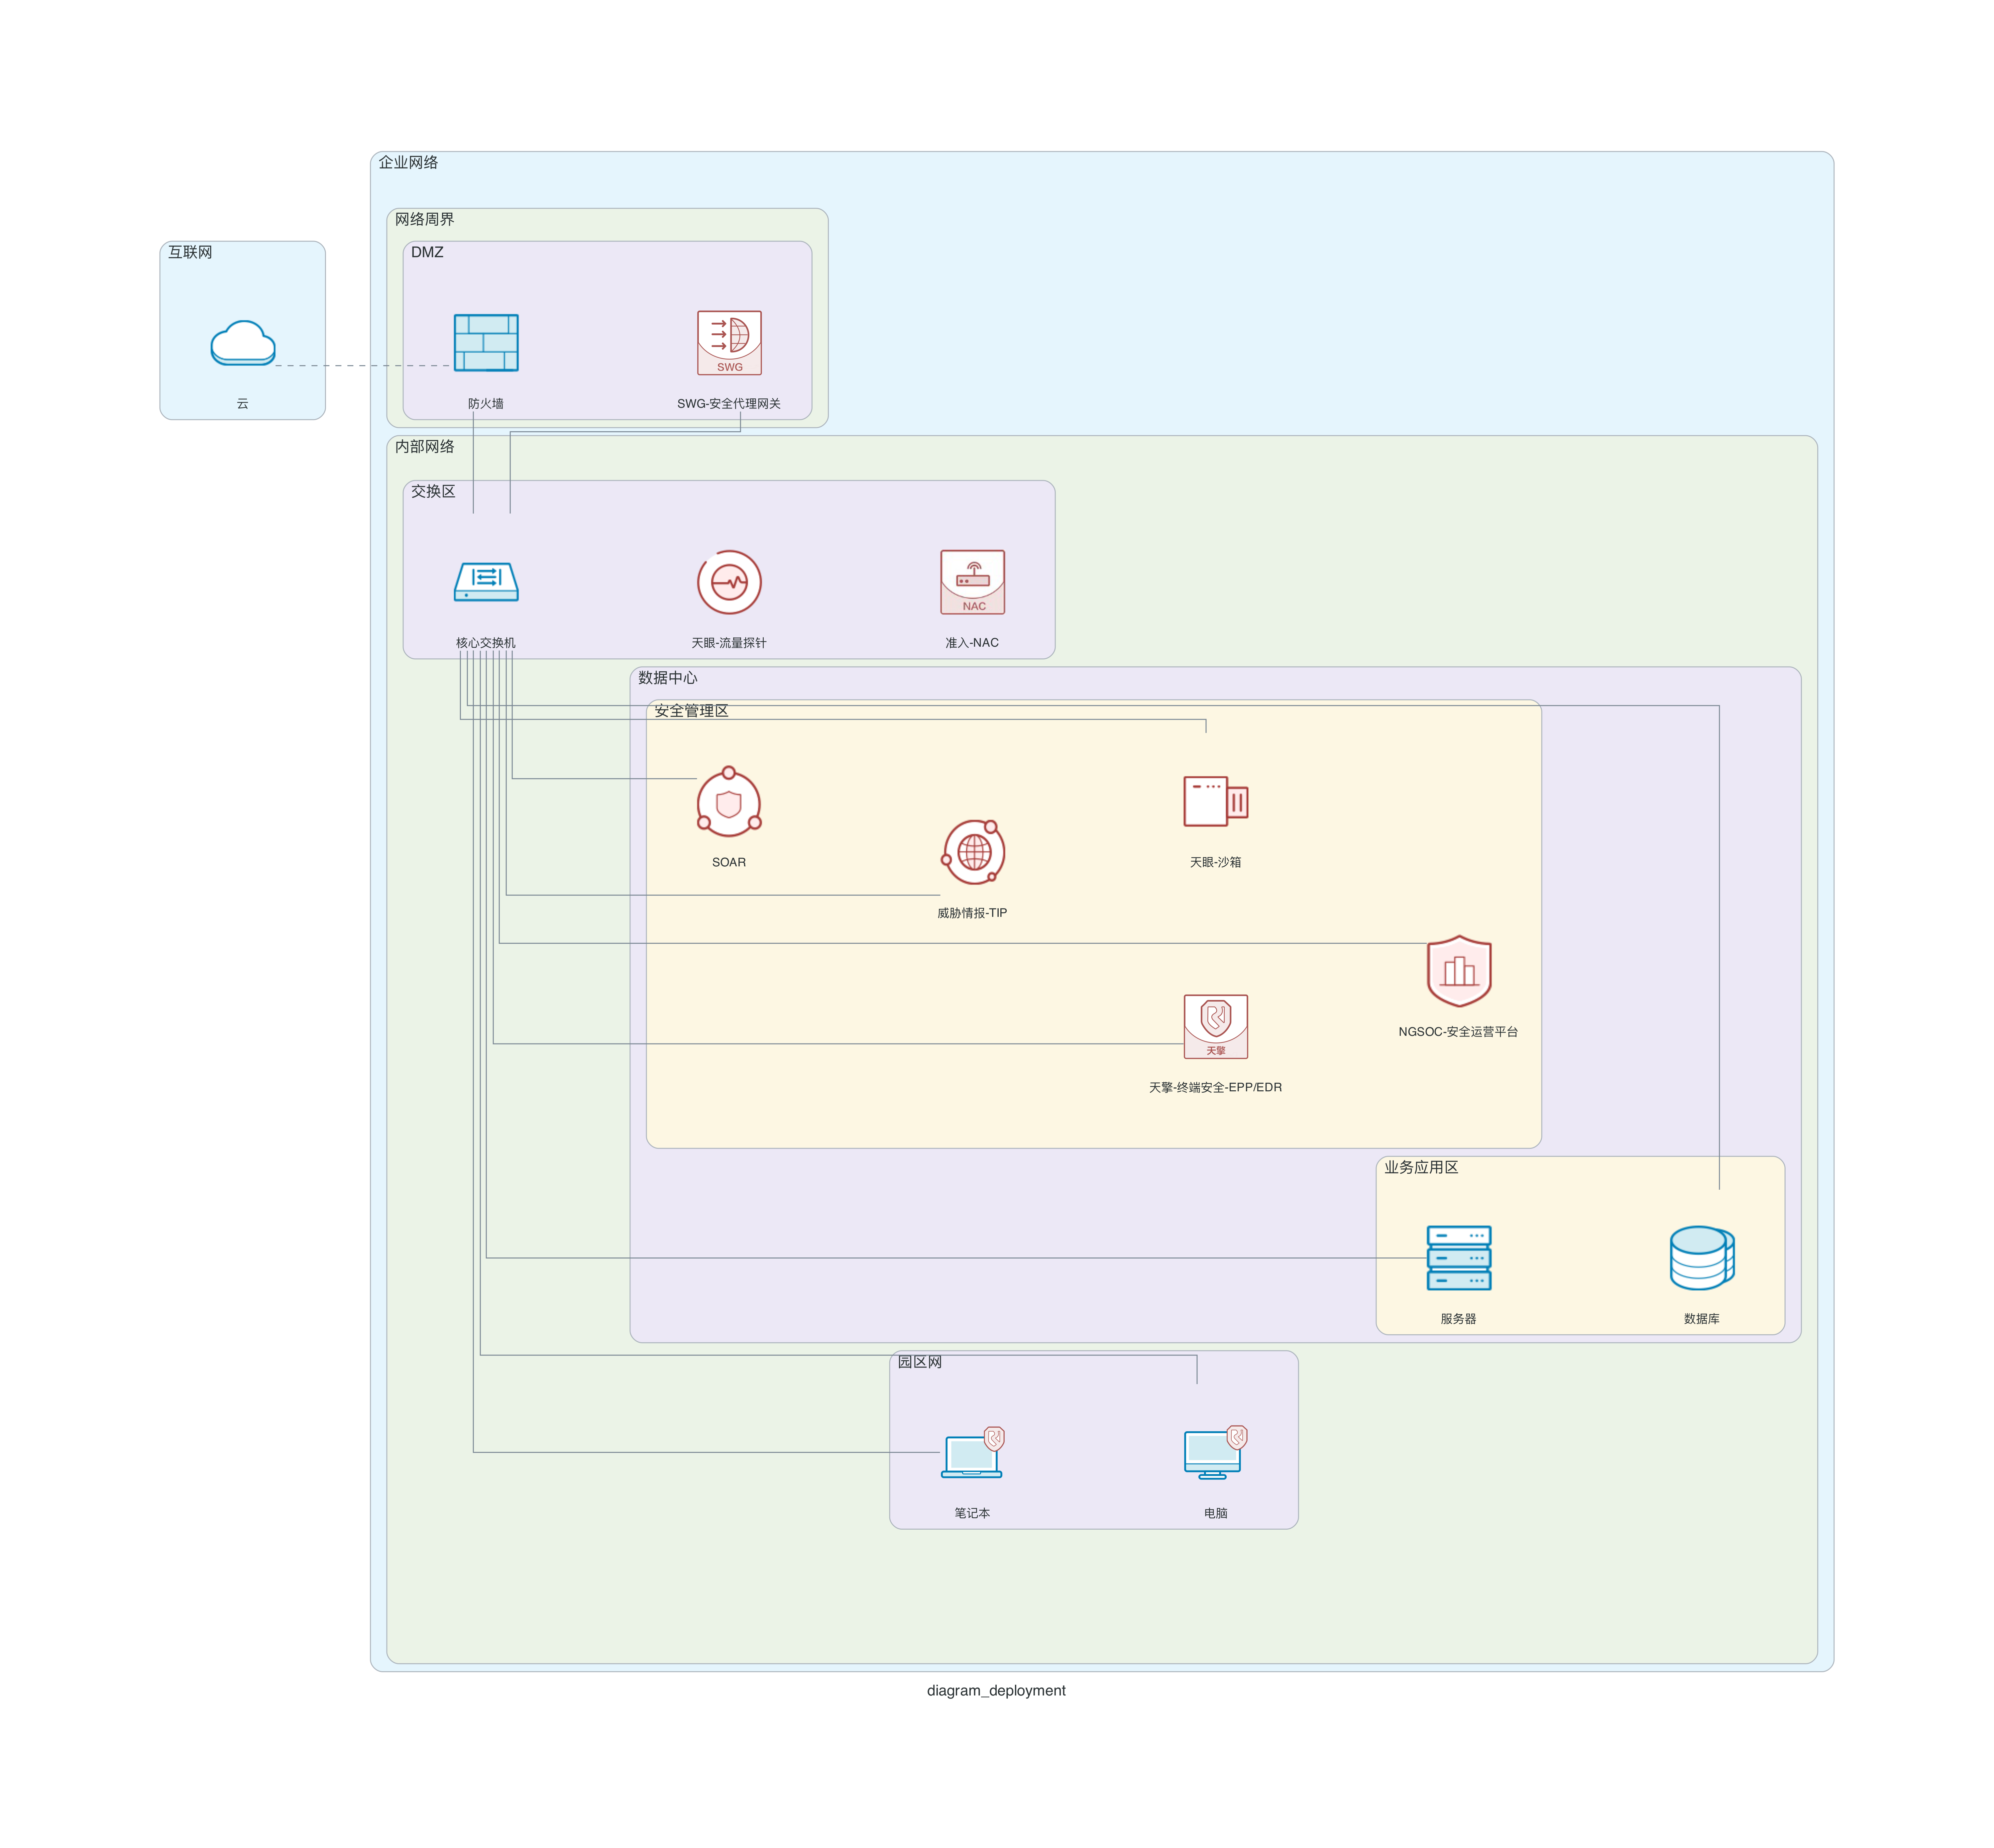 企业网络
网络周界
互联网
DMZ
SWG
云
防火墙
SWG-安全代理网关
内部网络
交换区
NAC
核心交换机
天眼-流量探针
准入-NAC
数据中心
安全管理区
SOAR
天眼-沙箱
威胁情报-TIP
NGSOC-安全运营平台
天擎
天擎-终端安全-EPP/EDR
业务应用区
服务器
数据库
园区网
笔记本
电脑
diagram_deployment